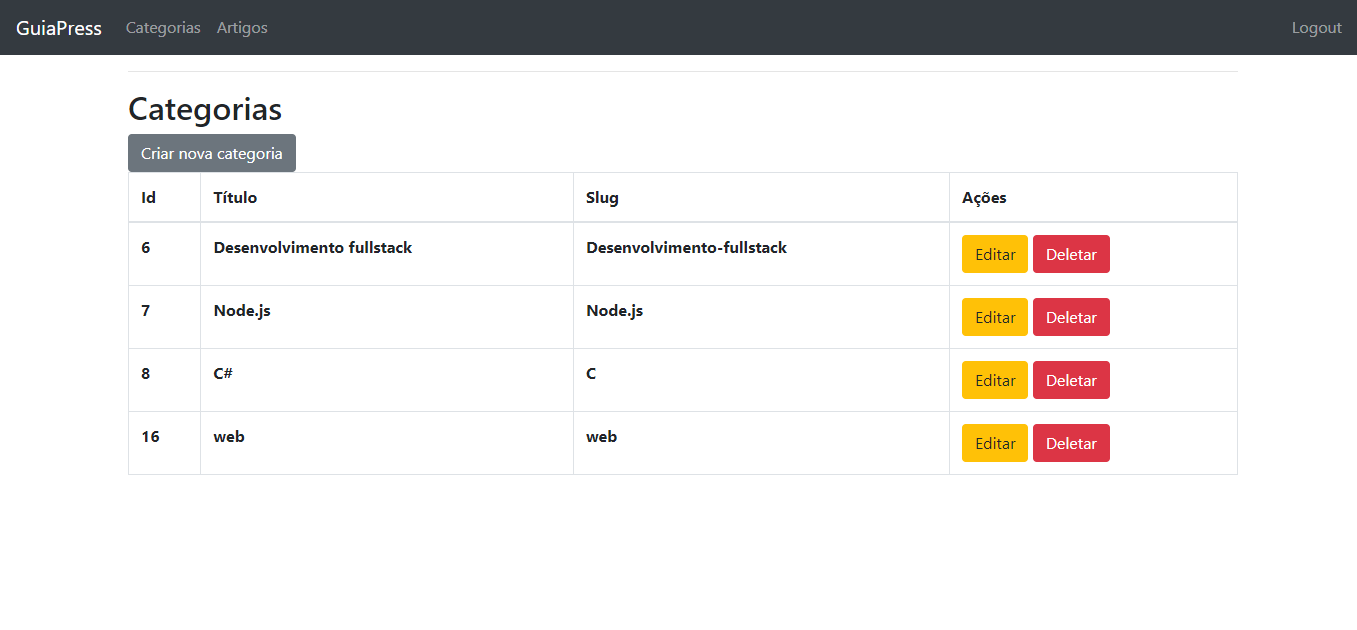 GuiaPress Categorias Artigos Logout
Categorias
Criar nova categoria
Id Título Slug Ações
6 Desenvolvimento fullstack Desenvolvimento-fullstack Editar Deletar
7 Node.js Node.js Editar Deletar
8 C# C Editar Deletar
16 web web Editar Deletar